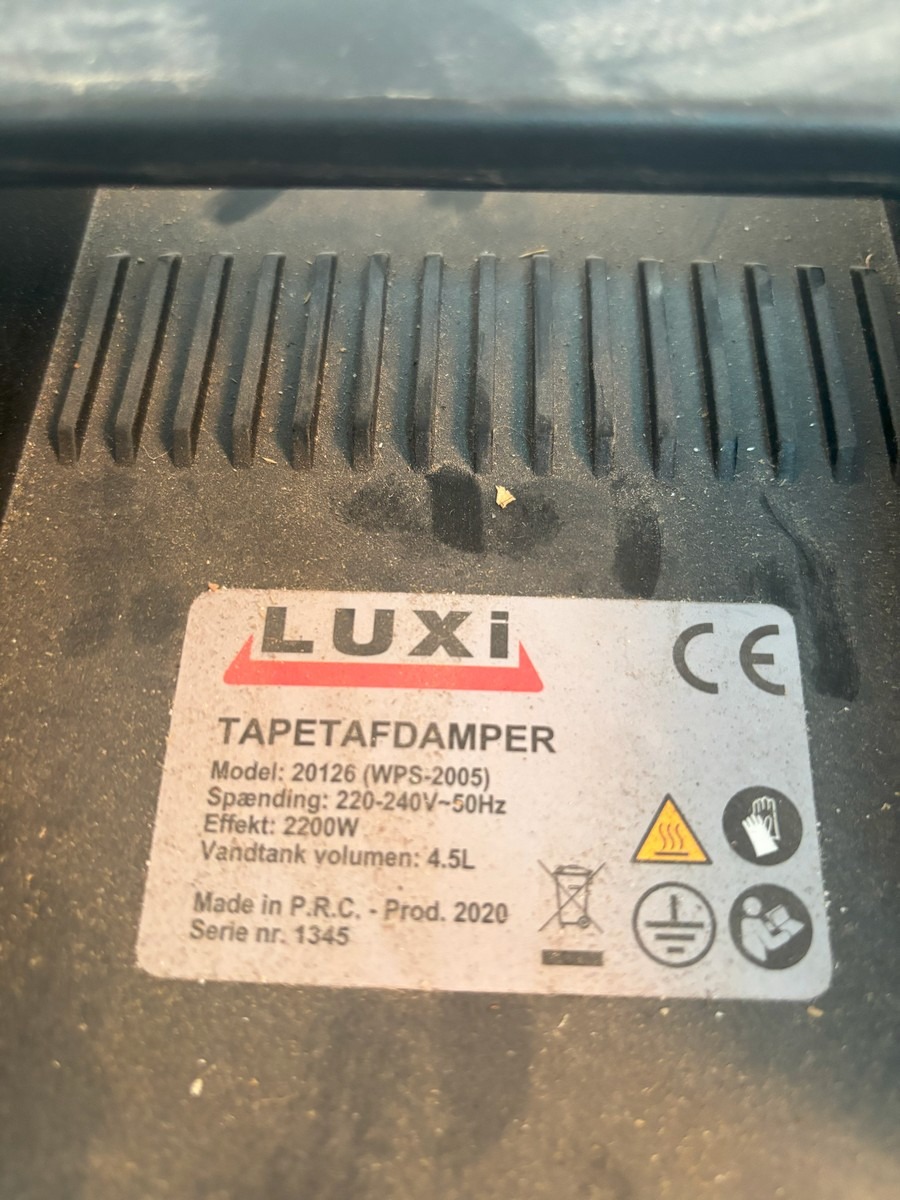 LUXi
CE
TAPETAFDAMPER
Model: 20126 (WPS-2005)
Spænding: 220-240V~50Hz
Effekt: 2200W
Vandtank volumen: 4.5L
Made in P.R.C. - Prod. 2020
Serie nr. 1345